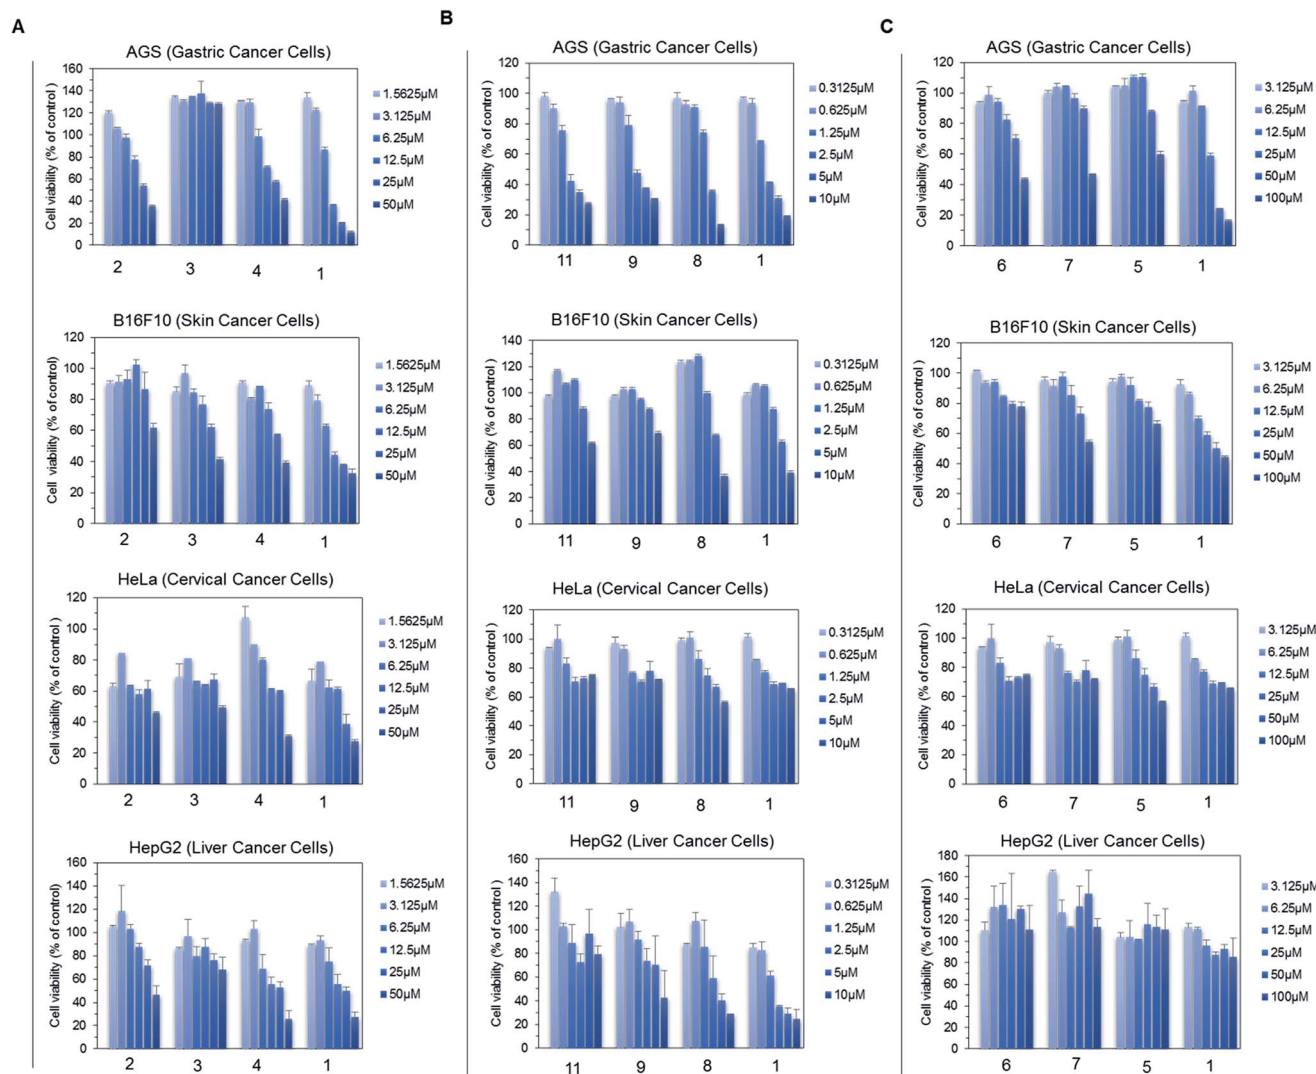 A
AGS (Gastric Cancer Cells)
Cell viability (% of control)
160
140
120
100
80
60
40
20
0
2 3 4 1
1.5625µM
3.125µM
6.25µM
12.5µM
25µM
50µM
B16F10 (Skin Cancer Cells)
Cell viability (% of control)
120
100
80
60
40
20
0
2 3 4 1
1.5625µM
3.125µM
6.25µM
12.5µM
25µM
50µM
HeLa (Cervical Cancer Cells)
Cell viability (% of control)
120
100
80
60
40
20
0
2 3 4 1
1.5625µM
3.125µM
6.25µM
12.5µM
25µM
50µM
HepG2 (Liver Cancer Cells)
Cell viability (% of control)
160
140
120
100
80
60
40
20
0
2 3 4 1
1.5625µM
3.125µM
6.25µM
12.5µM
25µM
50µM
B
AGS (Gastric Cancer Cells)
Cell viability (% of control)
120
100
80
60
40
20
0
11 9 8 1
0.3125µM
0.625µM
1.25µM
2.5µM
5µM
10µM
B16F10 (Skin Cancer Cells)
Cell viability (% of control)
140
120
100
80
60
40
20
0
11 9 8 1
0.3125µM
0.625µM
1.25µM
2.5µM
5µM
10µM
HeLa (Cervical Cancer Cells)
Cell viability (% of control)
120
100
80
60
40
20
0
11 9 8 1
0.3125µM
0.625µM
1.25µM
2.5µM
5µM
10µM
HepG2 (Liver Cancer Cells)
Cell viability (% of control)
160
140
120
100
80
60
40
20
0
11 9 8 1
0.3125µM
0.625µM
1.25µM
2.5µM
5µM
10µM
C
AGS (Gastric Cancer Cells)
Cell viability (% of control)
120
100
80
60
40
20
0
6 7 5 1
3.125µM
6.25µM
12.5µM
25µM
50µM
100µM
B16F10 (Skin Cancer Cells)
Cell viability (% of control)
120
100
80
60
40
20
0
6 7 5 1
3.125µM
6.25µM
12.5µM
25µM
50µM
100µM
HeLa (Cervical Cancer Cells)
Cell viability (% of control)
120
100
80
60
40
20
0
6 7 5 1
3.125µM
6.25µM
12.5µM
25µM
50µM
100µM
HepG2 (Liver Cancer Cells)
Cell viability (% of control)
180
160
140
120
100
80
60
40
20
0
6 7 5 1
3.125µM
6.25µM
12.5µM
25µM
50µM
100µM